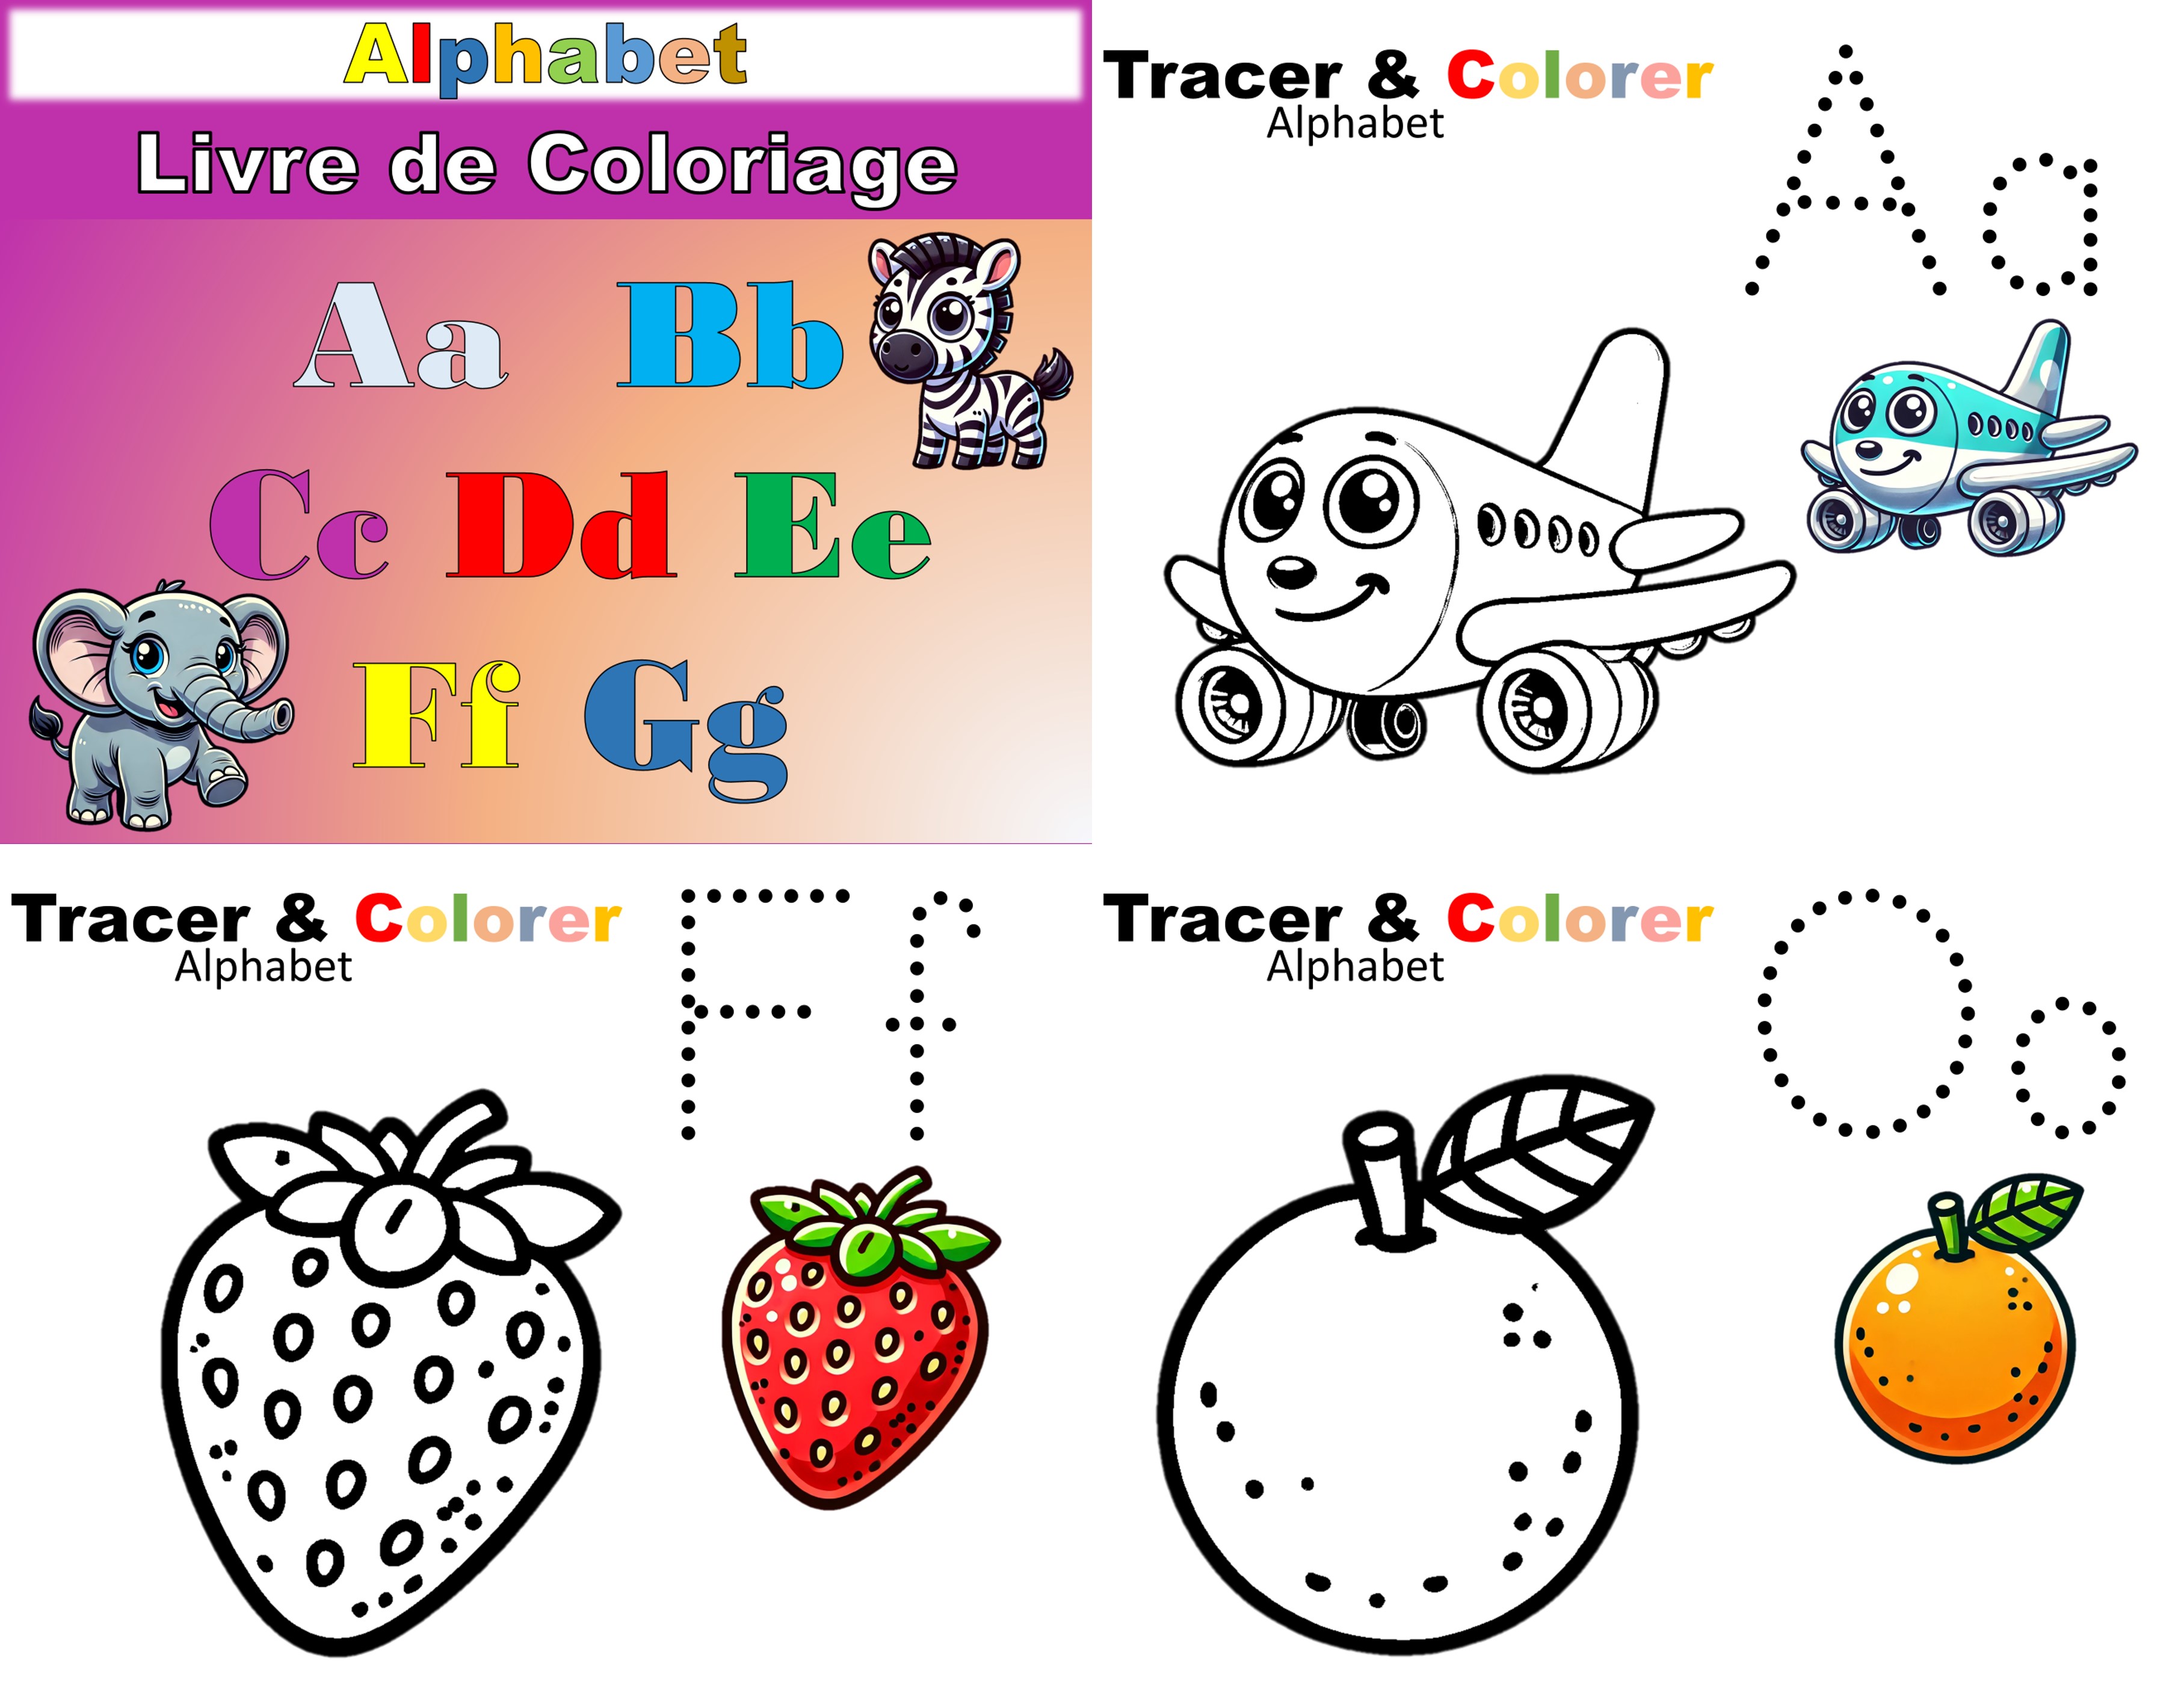 Alphabet
Livre de Coloriage
Aa Bb
Cc Dd Ee
Ff Gg
Tracer & Colorer
Alphabet
A a
Tracer & Colorer
Alphabet
F f
Tracer & Colorer
Alphabet
O o